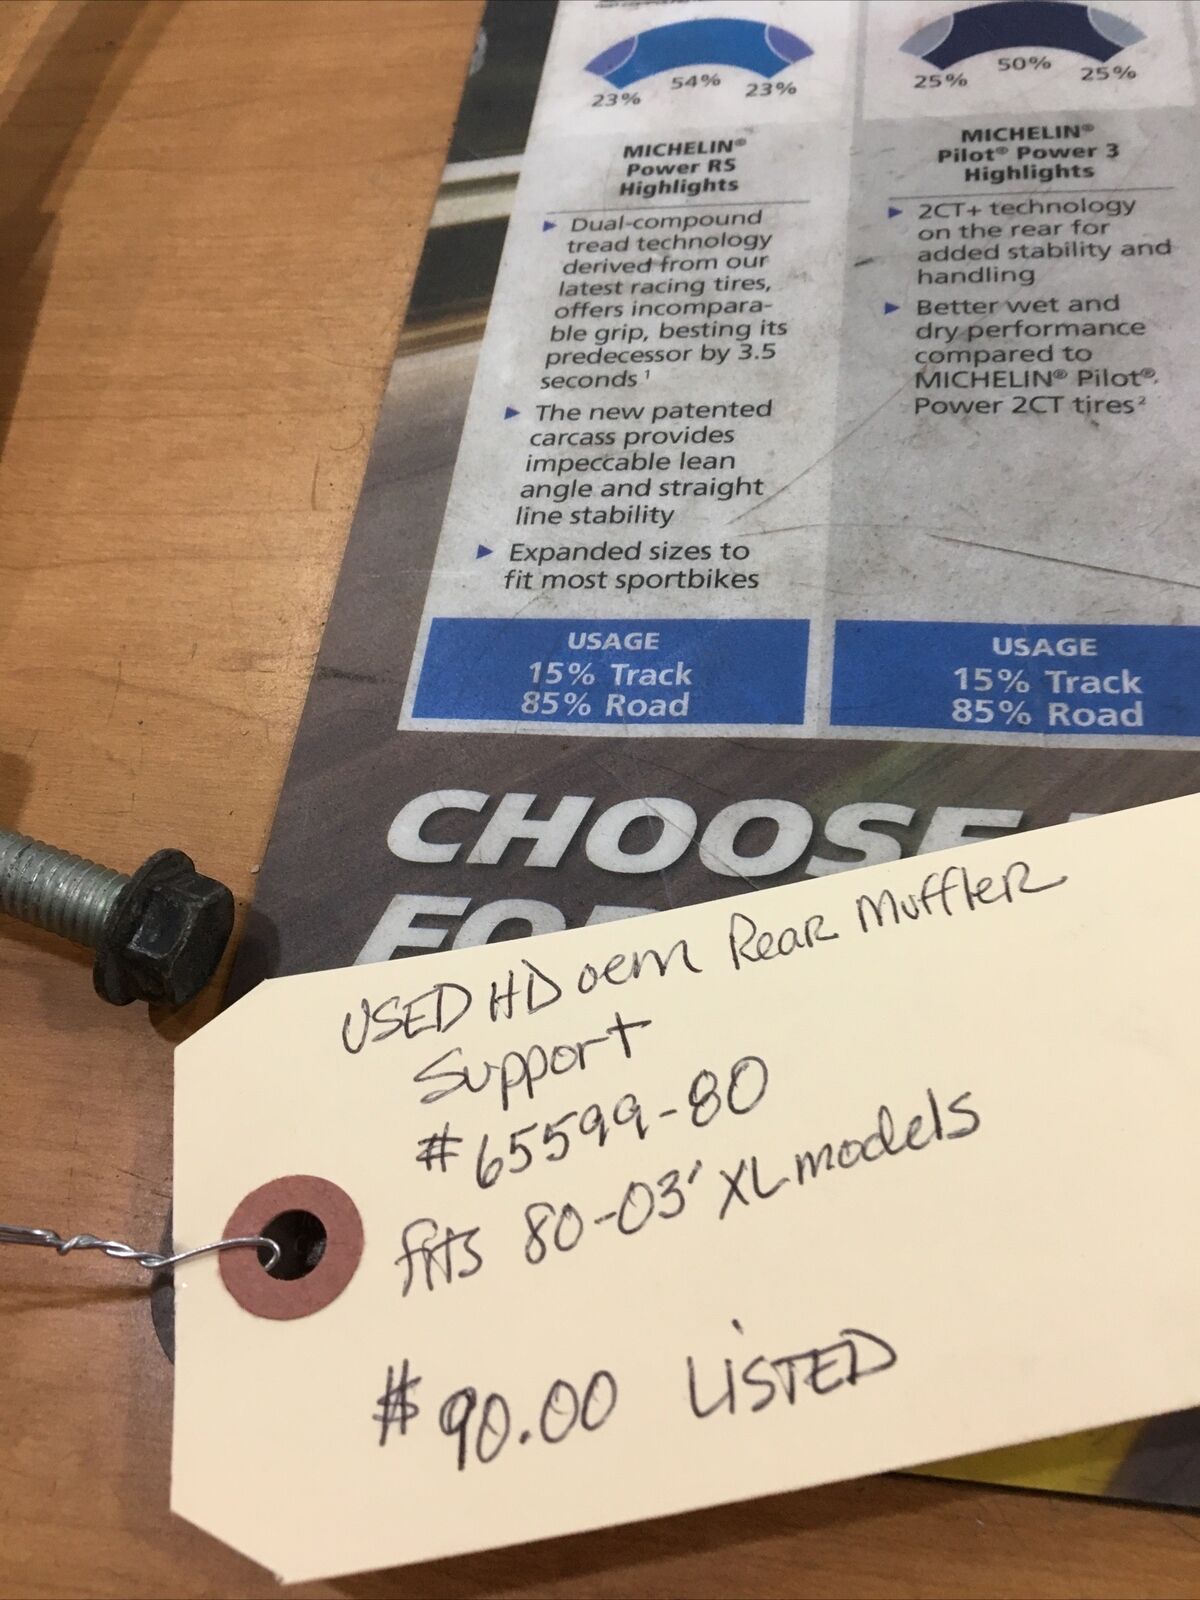 23%
54%
23%
MICHELIN®
Power RS
Highlights
► Dual-compound
tread technology
derived from our
latest racing tires,
offers incompara-
ble grip, besting its
predecessor by 3.5
seconds¹
► The new patented
carcass provides
impeccable lean
angle and straight
line stability
► Expanded sizes to
fit most sportbikes
USAGE
15% Track
85% Road
25%
50%
25%
MICHELIN®
Pilot® Power 3
Highlights
► 2CT+ technology
on the rear for
added stability and
handling
► Better wet and
dry performance
compared to
MICHELIN® Pilot®
Power 2CT tires²
USAGE
15% Track
85% Road
CHOOSE
FO
USED HD oem Rear Muffler
Support
#65599-80
fits 80-03' XL models
$90.00 LISTED